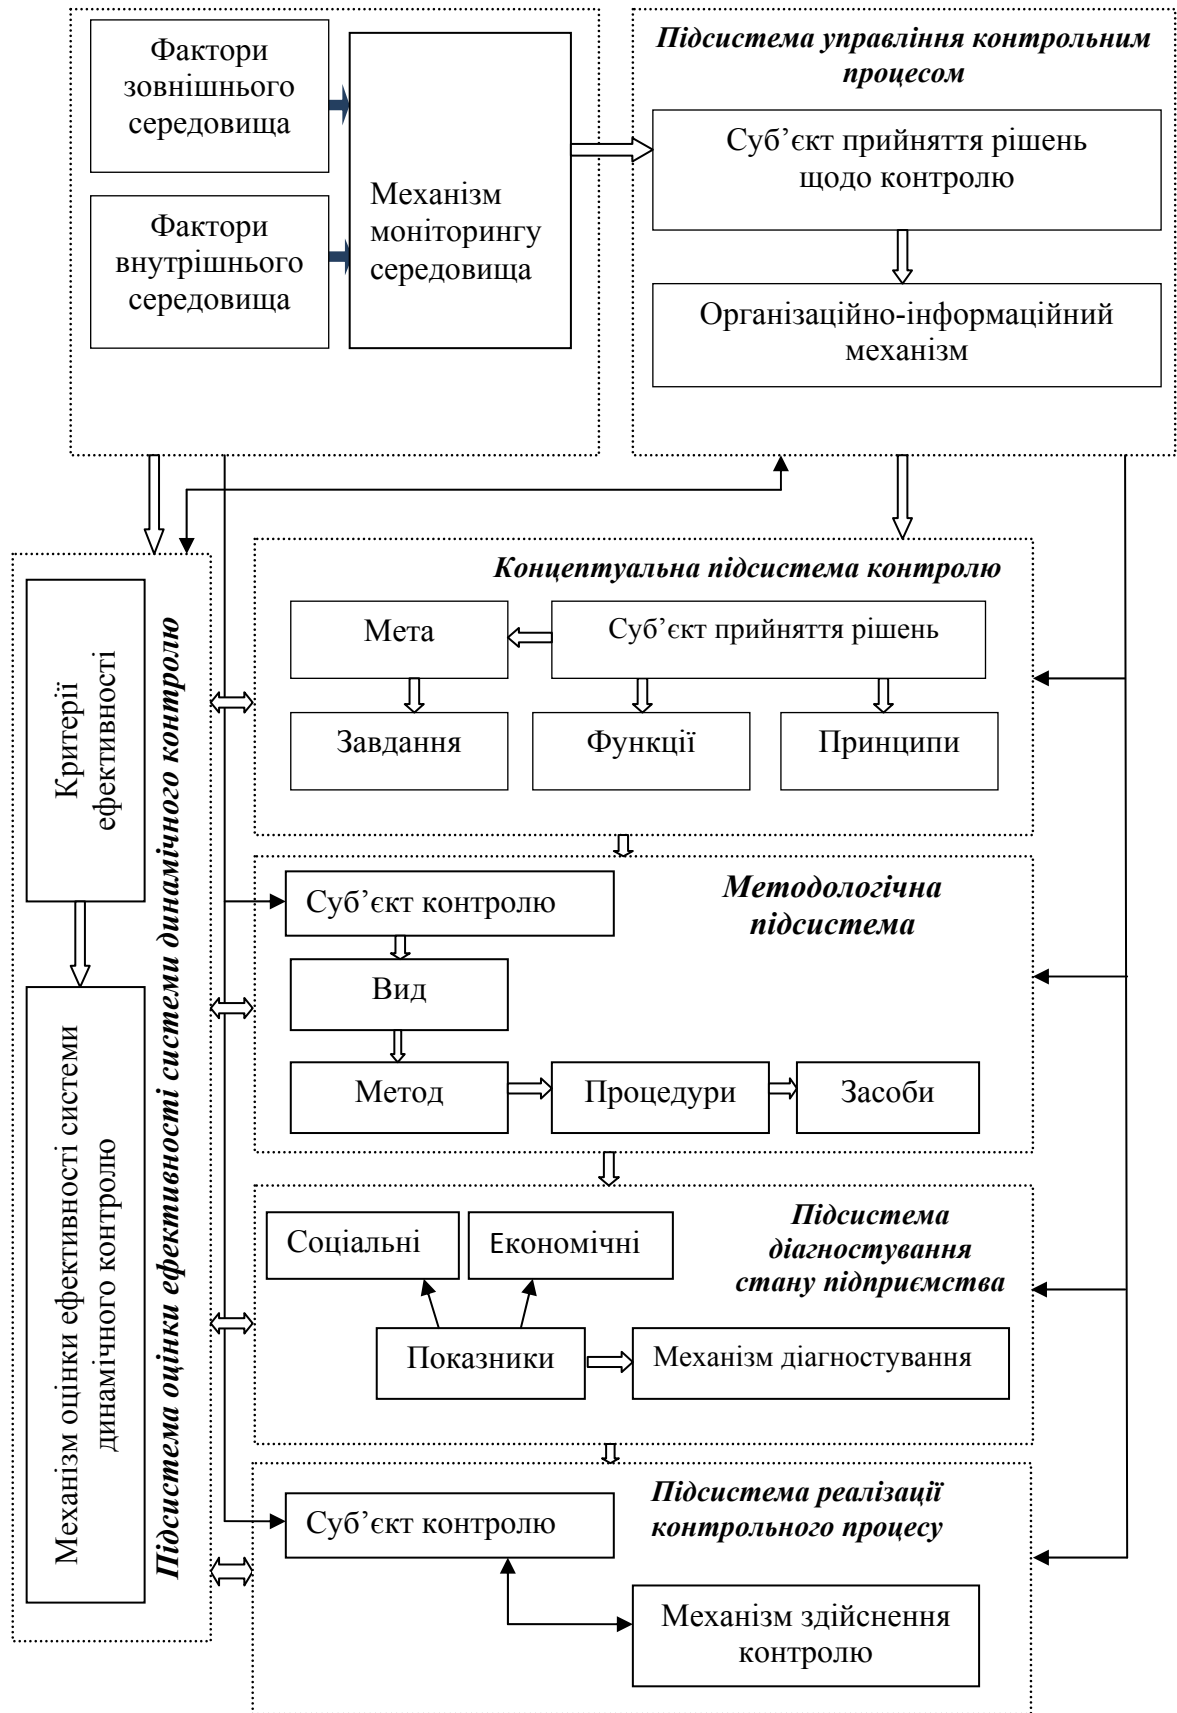 Фактори
зовнішнього
середовища
Фактори
внутрішнього
середовища
Механізм
моніторингу
середовища
Підсистема управління контрольним
процесом
Суб’єкт прийняття рішень
щодо контролю
Організаційно-інформаційний
механізм
Критерії
ефективності
Механізм оцінки ефективності системи
динамічного контролю
Підсистема оцінки ефективності системи динамічного контролю
Концептуальна підсистема контролю
Мета
Суб’єкт прийняття рішень
Завдання
Функції
Принципи
Методологічна
підсистема
Суб’єкт контролю
Вид
Метод
Процедури
Засоби
Підсистема
діагностування
стану підприємства
Соціальні
Економічні
Показники
Механізм діагностування
Підсистема реалізації
контрольного процесу
Суб’єкт контролю
Механізм здійснення
контролю